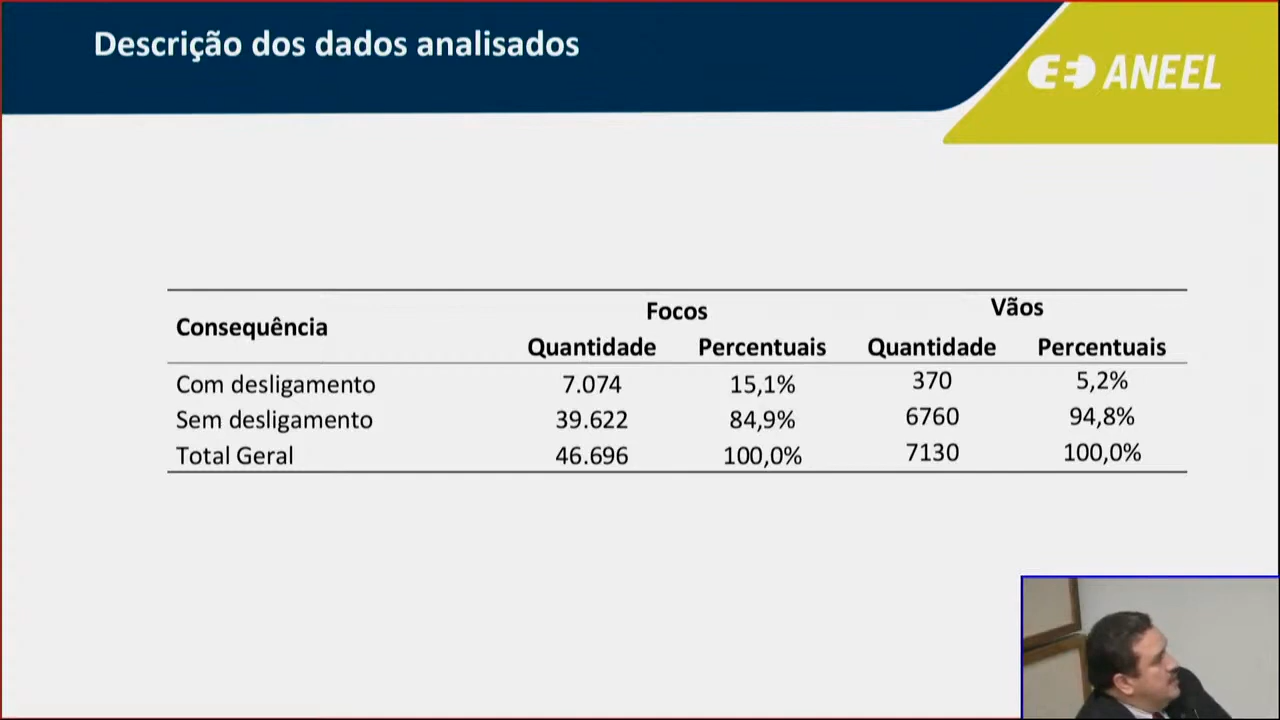 Descrição dos dados analisados
ANEEL
Consequência Focos Vãos
Quantidade Percentuais Quantidade Percentuais
Com desligamento 7.074 15,1% 370 5,2%
Sem desligamento 39.622 84,9% 6760 94,8%
Total Geral 46.696 100,0% 7130 100,0%